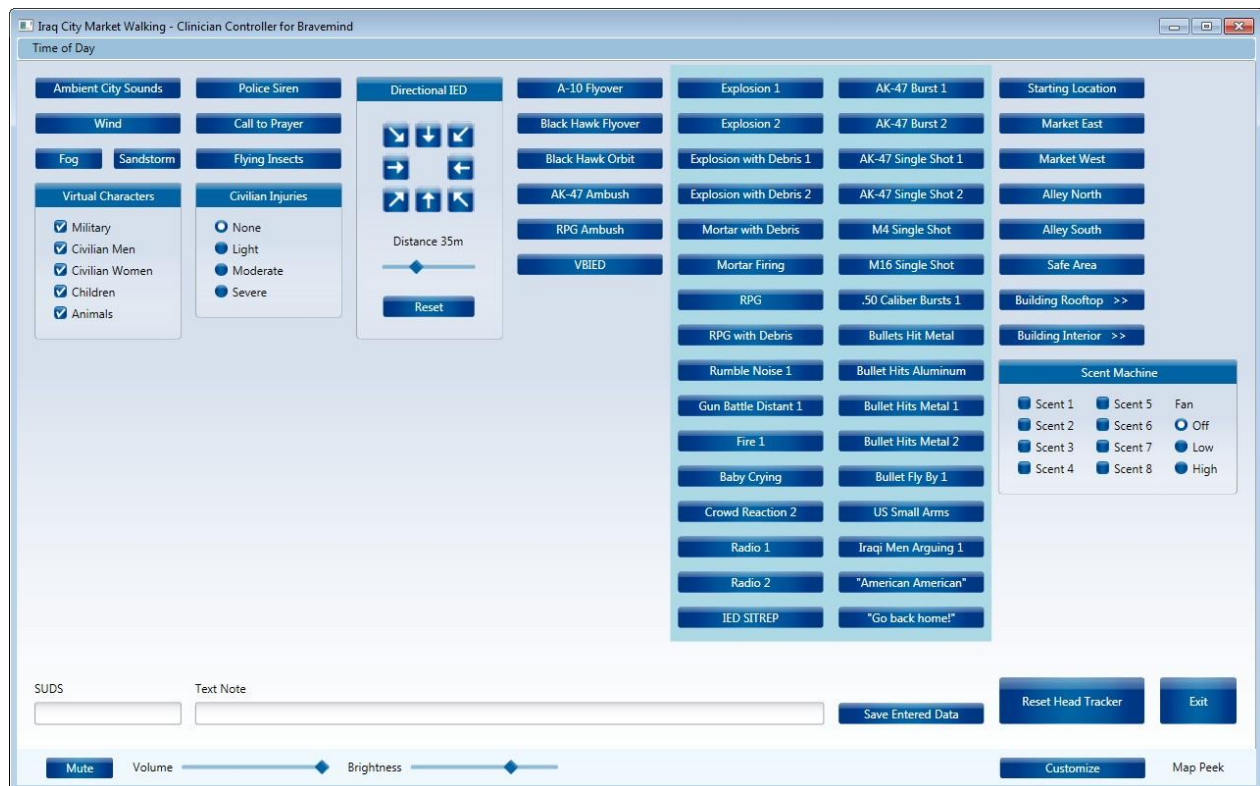 Iraq City Market Walking - Clinician Controller for Bravemind
Time of Day
Ambient City Sounds
Wind
Fog
Sandstorm
Virtual Characters
Military
Civilian Men
Civilian Women
Children
Animals
Police Siren
Call to Prayer
Flying Insects
Civilian Injuries
None
Light
Moderate
Severe
Directional IED
Distance 35m
Reset
A-10 Flyover
Black Hawk Flyover
Black Hawk Orbit
AK-47 Ambush
RPG Ambush
VBIED
Explosion 1
Explosion 2
Explosion with Debris 1
Explosion with Debris 2
Mortar with Debris
Mortar Firing
RPG
RPG with Debris
Rumble Noise 1
Gun Battle Distant 1
Fire 1
Baby Crying
Crowd Reaction 2
Radio 1
Radio 2
IED SITREP
AK-47 Burst 1
AK-47 Burst 2
AK-47 Single Shot 1
AK-47 Single Shot 2
M4 Single Shot
M16 Single Shot
.50 Caliber Bursts 1
Bullets Hit Metal
Bullet Hits Aluminum
Bullet Hits Metal 1
Bullet Hits Metal 2
Bullet Fly By 1
US Small Arms
Iraqi Men Arguing 1
"American American"
"Go back home!"
Starting Location
Market East
Market West
Alley North
Alley South
Safe Area
Building Rooftop >>
Building Interior >>
Scent Machine
Scent 1 Scent 5 Fan
Scent 2 Scent 6 Off
Scent 3 Scent 7 Low
Scent 4 Scent 8 High
SUDS
Text Note
Save Entered Data
Reset Head Tracker
Exit
Mute
Volume
Brightness
Customize
Map Peek